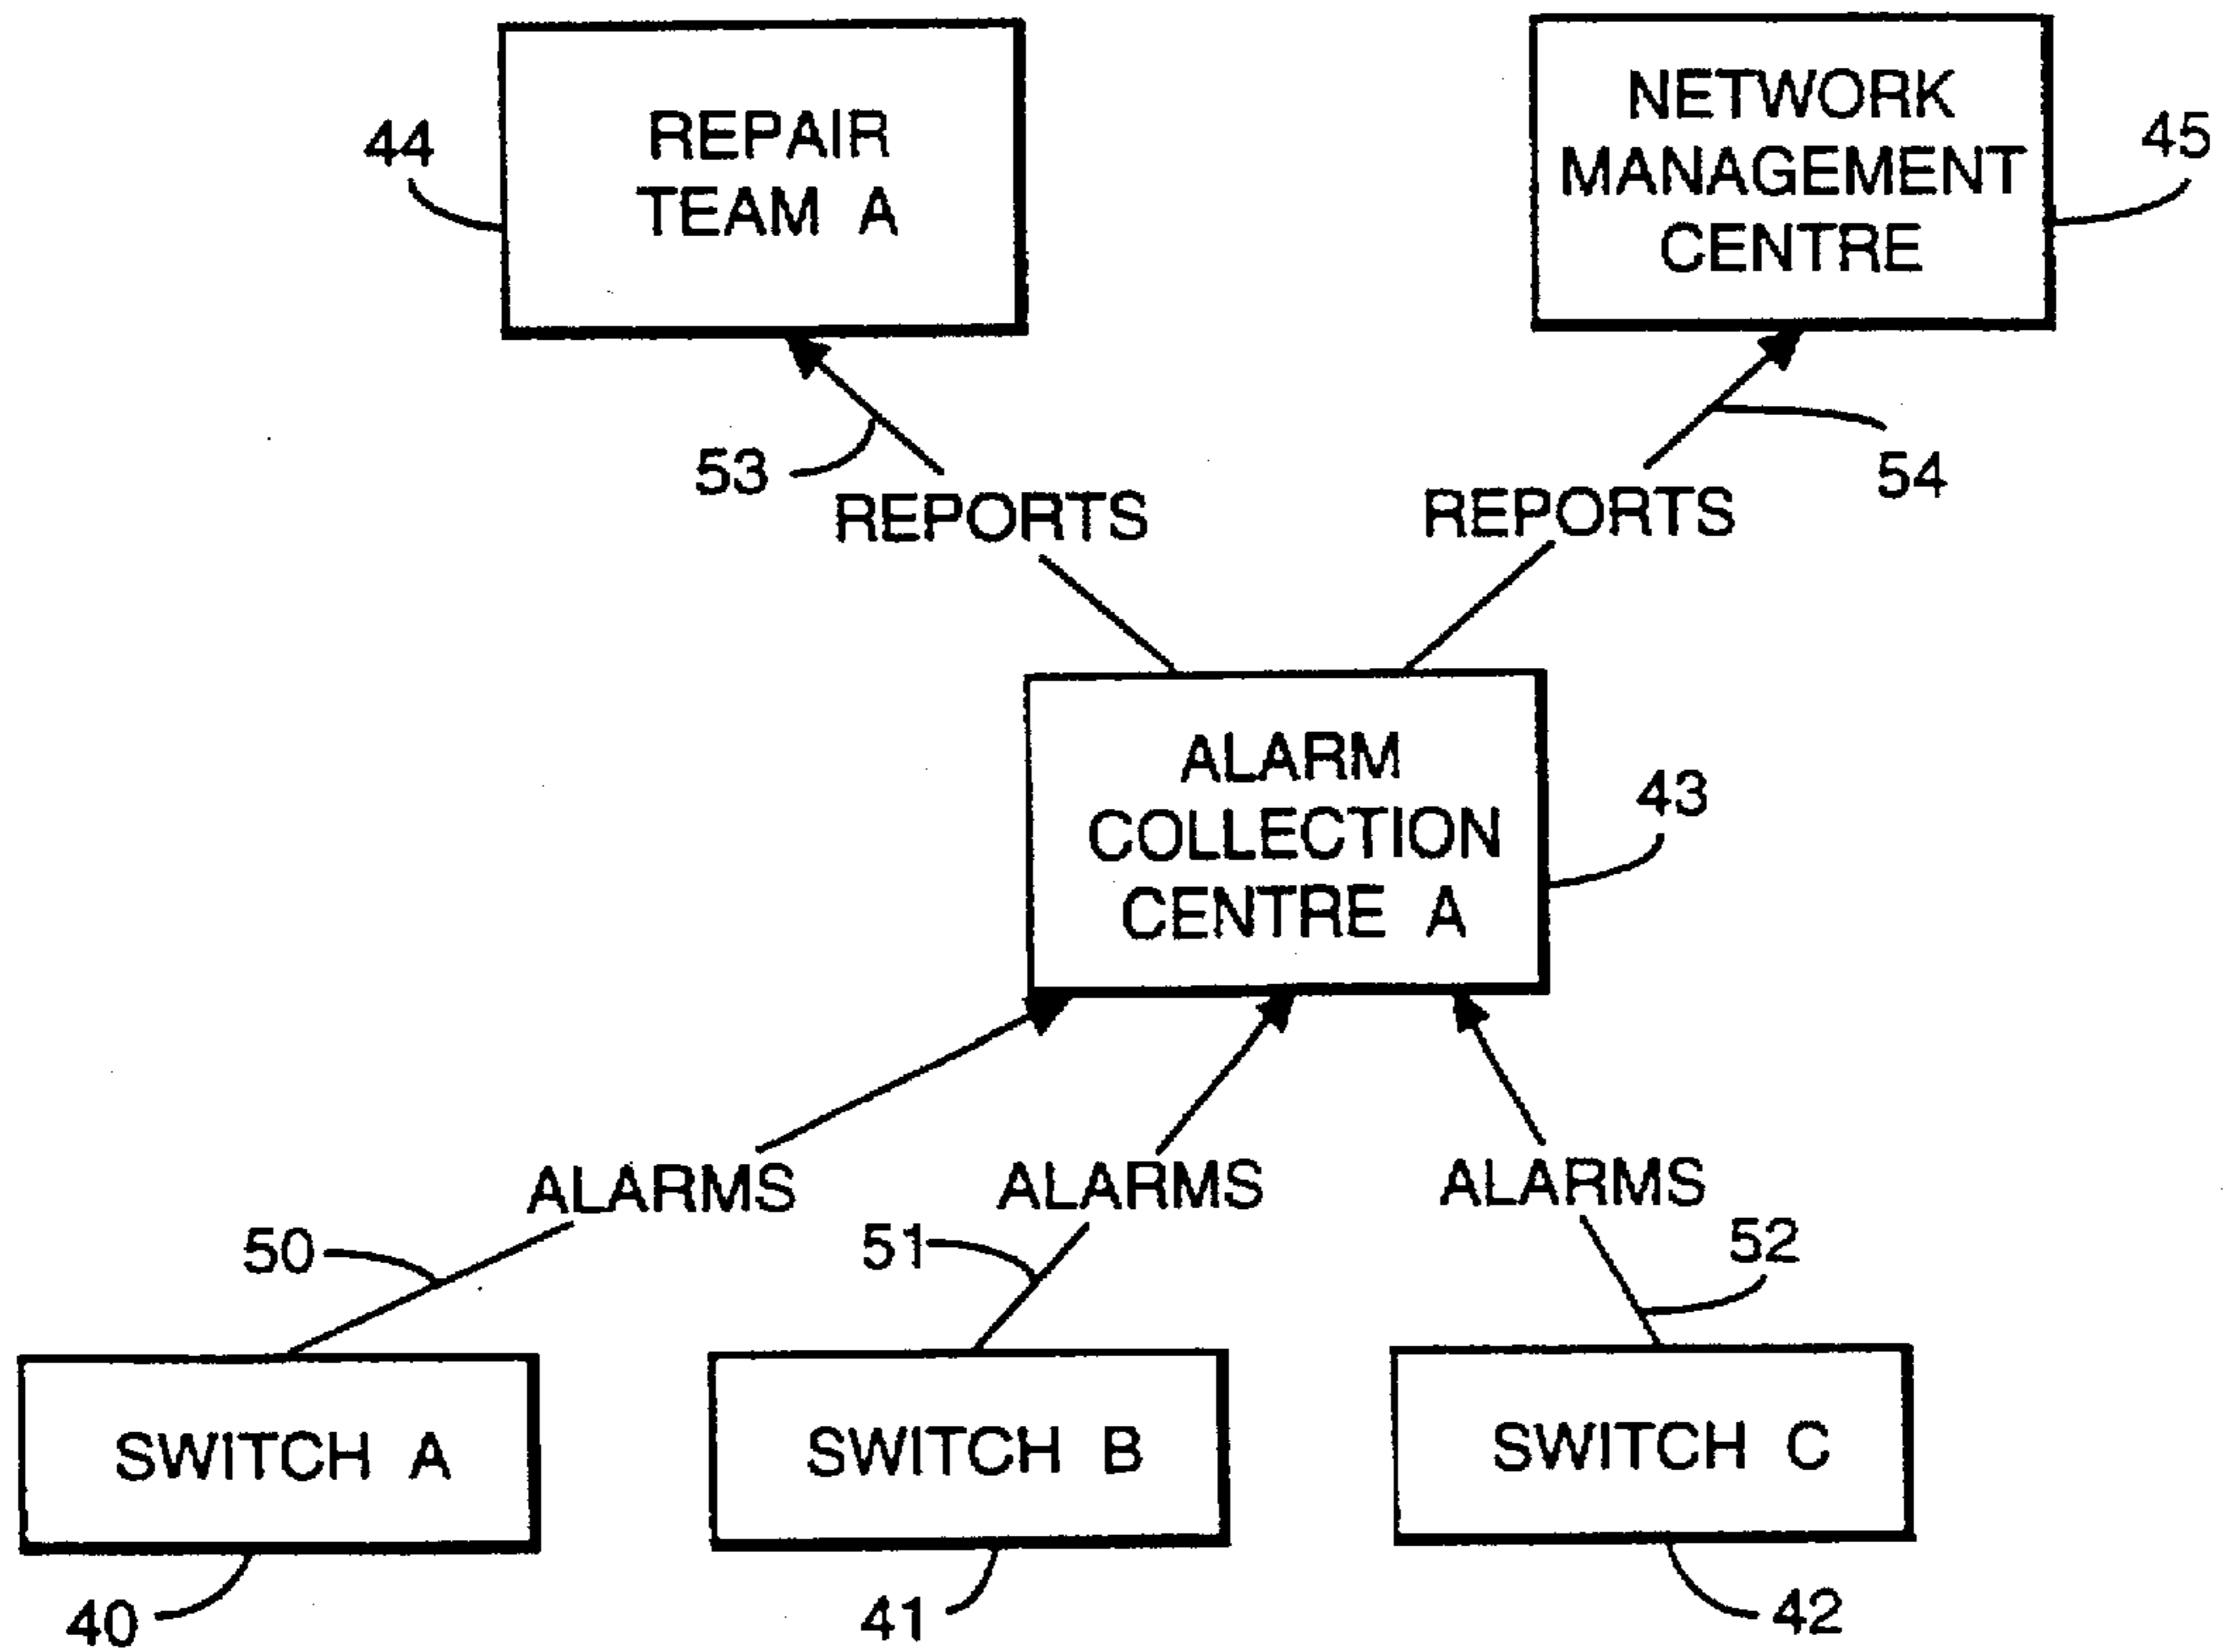 REPAIR
TEAM A
44
NETWORK
MANAGEMENT
CENTRE
45
53
REPORTS
REPORTS
54
ALARM
COLLECTION
CENTRE A
43
ALARMS
ALARMS
ALARMS
50
51
52
SWITCH A
SWITCH B
SWITCH C
40
41
42